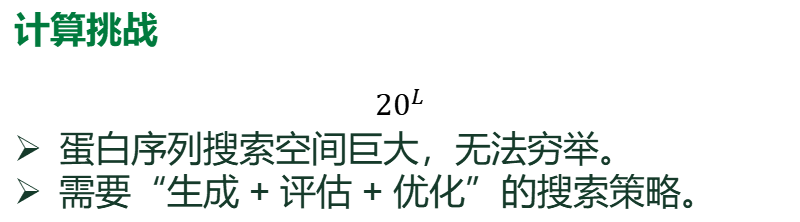 计算挑战
20^L
➢ 蛋白序列搜索空间巨大，无法穷举。
➢ 需要“生成 + 评估 + 优化”的搜索策略。